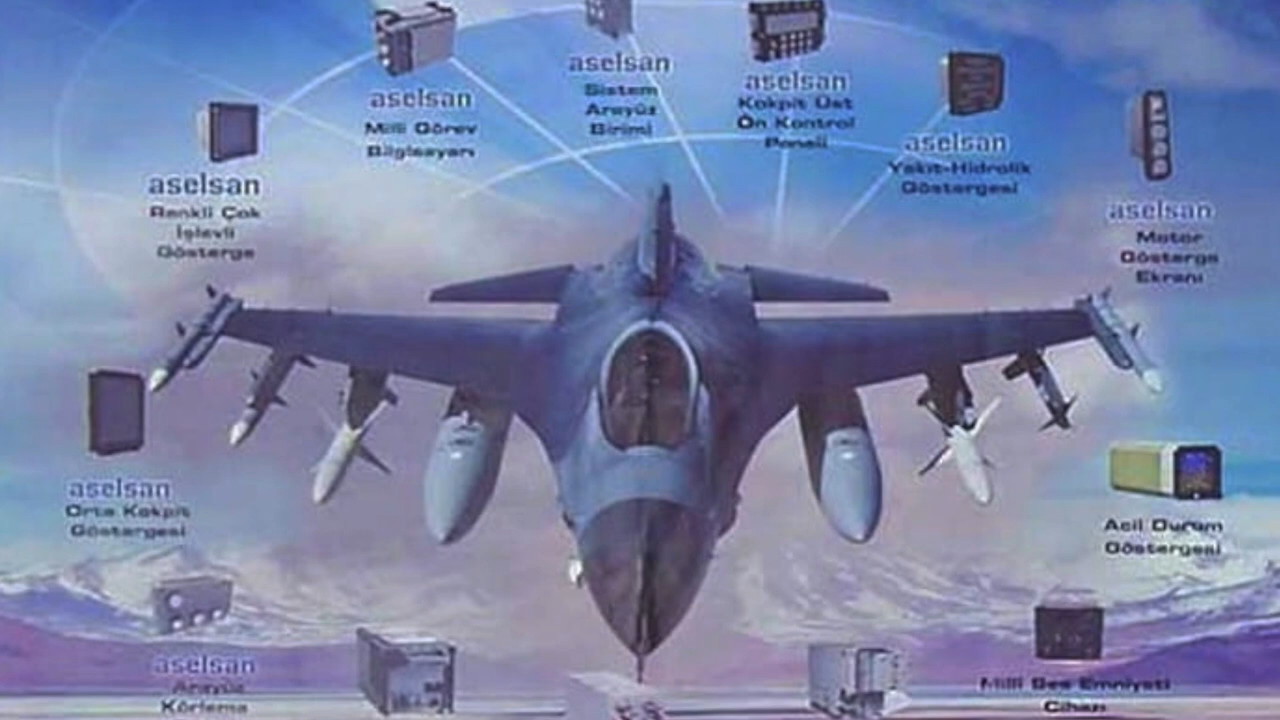 aselsan
Sistem
Arayüz
Birimi
aselsan
Kokpit Üst
Ön Kontrol
Paneli
aselsan
Milli Görev
Bilgisayarı
aselsan
Yakıt-Hidrolik
Göstergesi
aselsan
Renkli Çok
İşlevli
Gösterge
aselsan
Motor
Gösterge
Ekranı
aselsan
Orta Kokpit
Göstergesi
Acil Durum
Göstergesi
aselsan
Arayüz
Körleme
Milli Ses Emniyeti
Cihazı